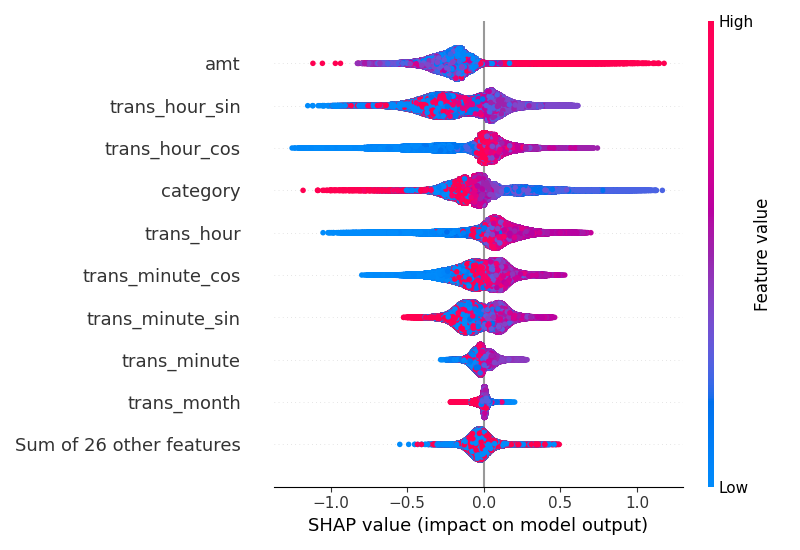 High
amt
trans_hour_sin
trans_hour_cos
category
trans_hour
trans_minute_cos
trans_minute_sin
trans_minute
trans_month
Sum of 26 other features
Feature value
Low
−1.0 −0.5 0.0 0.5 1.0
SHAP value (impact on model output)